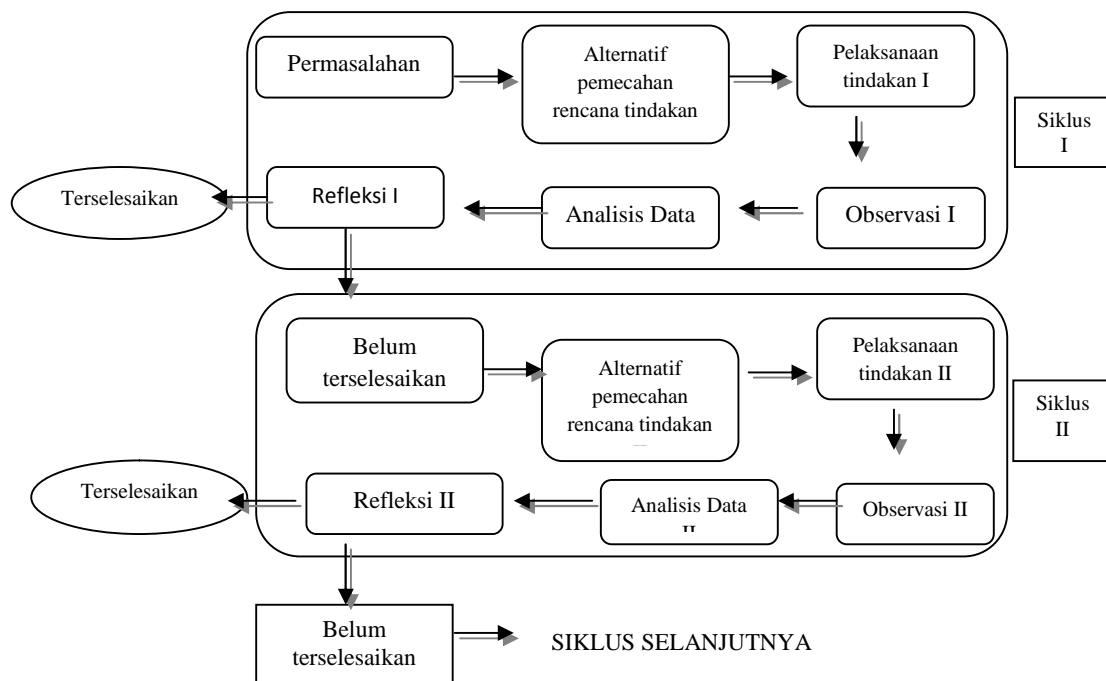 Permasalahan
Alternatif
pemecahan
rencana tindakan
Pelaksanaan
tindakan I
Siklus
I
Terselesaikan
Refleksi I
Analisis Data
Observasi I
Belum
terselesaikan
Alternatif
pemecahan
rencana tindakan
Pelaksanaan
tindakan II
Siklus
II
Terselesaikan
Refleksi II
Analisis Data
II
Observasi II
Belum
terselesaikan
SIKLUS SELANJUTNYA